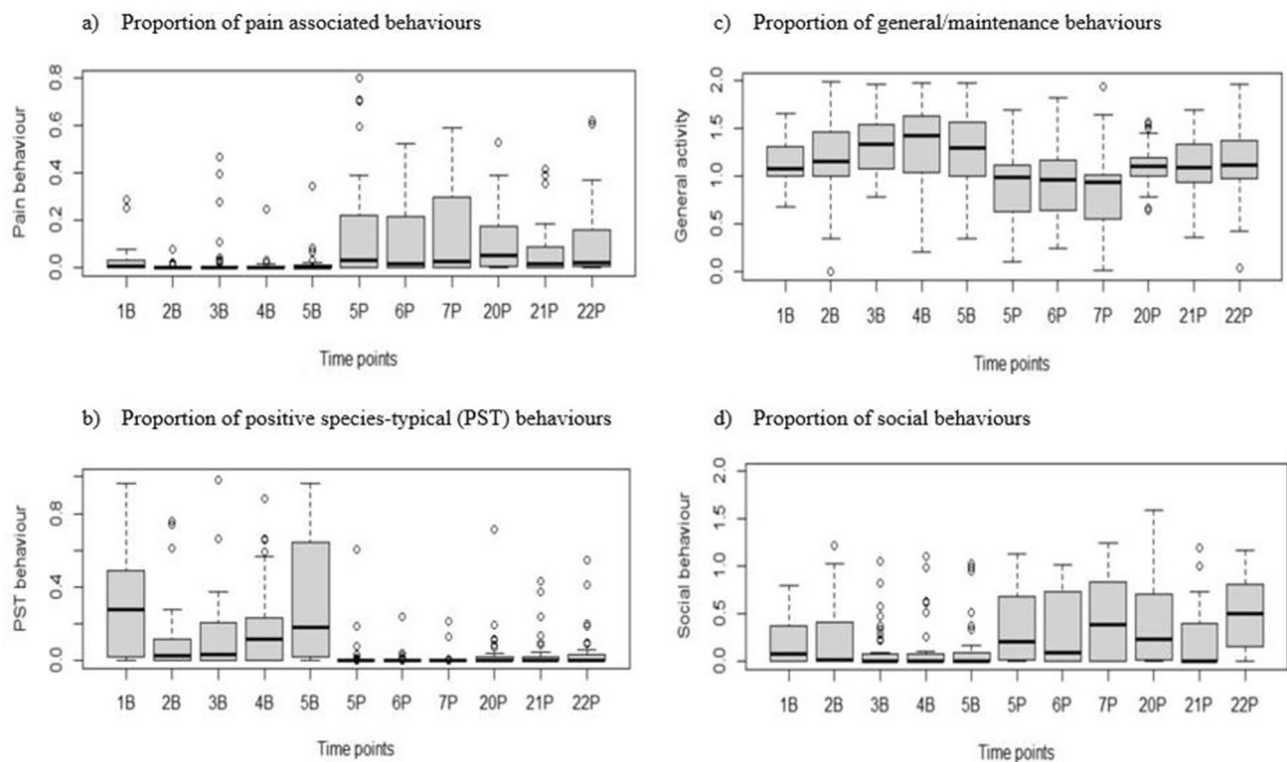 a) Proportion of pain associated behaviours
Pain behaviour
0.0 0.2 0.4 0.6 0.8
1B 2B 3B 4B 5B 5P 6P 7P 20P 21P 22P
Time points
b) Proportion of positive species-typical (PST) behaviours
PST behaviour
0.0 0.4 0.8
1B 2B 3B 4B 5B 5P 6P 7P 20P 21P 22P
Time points
c) Proportion of general/maintenance behaviours
General activity
0.0 0.5 1.0 1.5 2.0
1B 2B 3B 4B 5B 5P 6P 7P 20P 21P 22P
Time points
d) Proportion of social behaviours
Social behaviour
0.0 0.5 1.0 1.5 2.0
1B 2B 3B 4B 5B 5P 6P 7P 20P 21P 22P
Time points